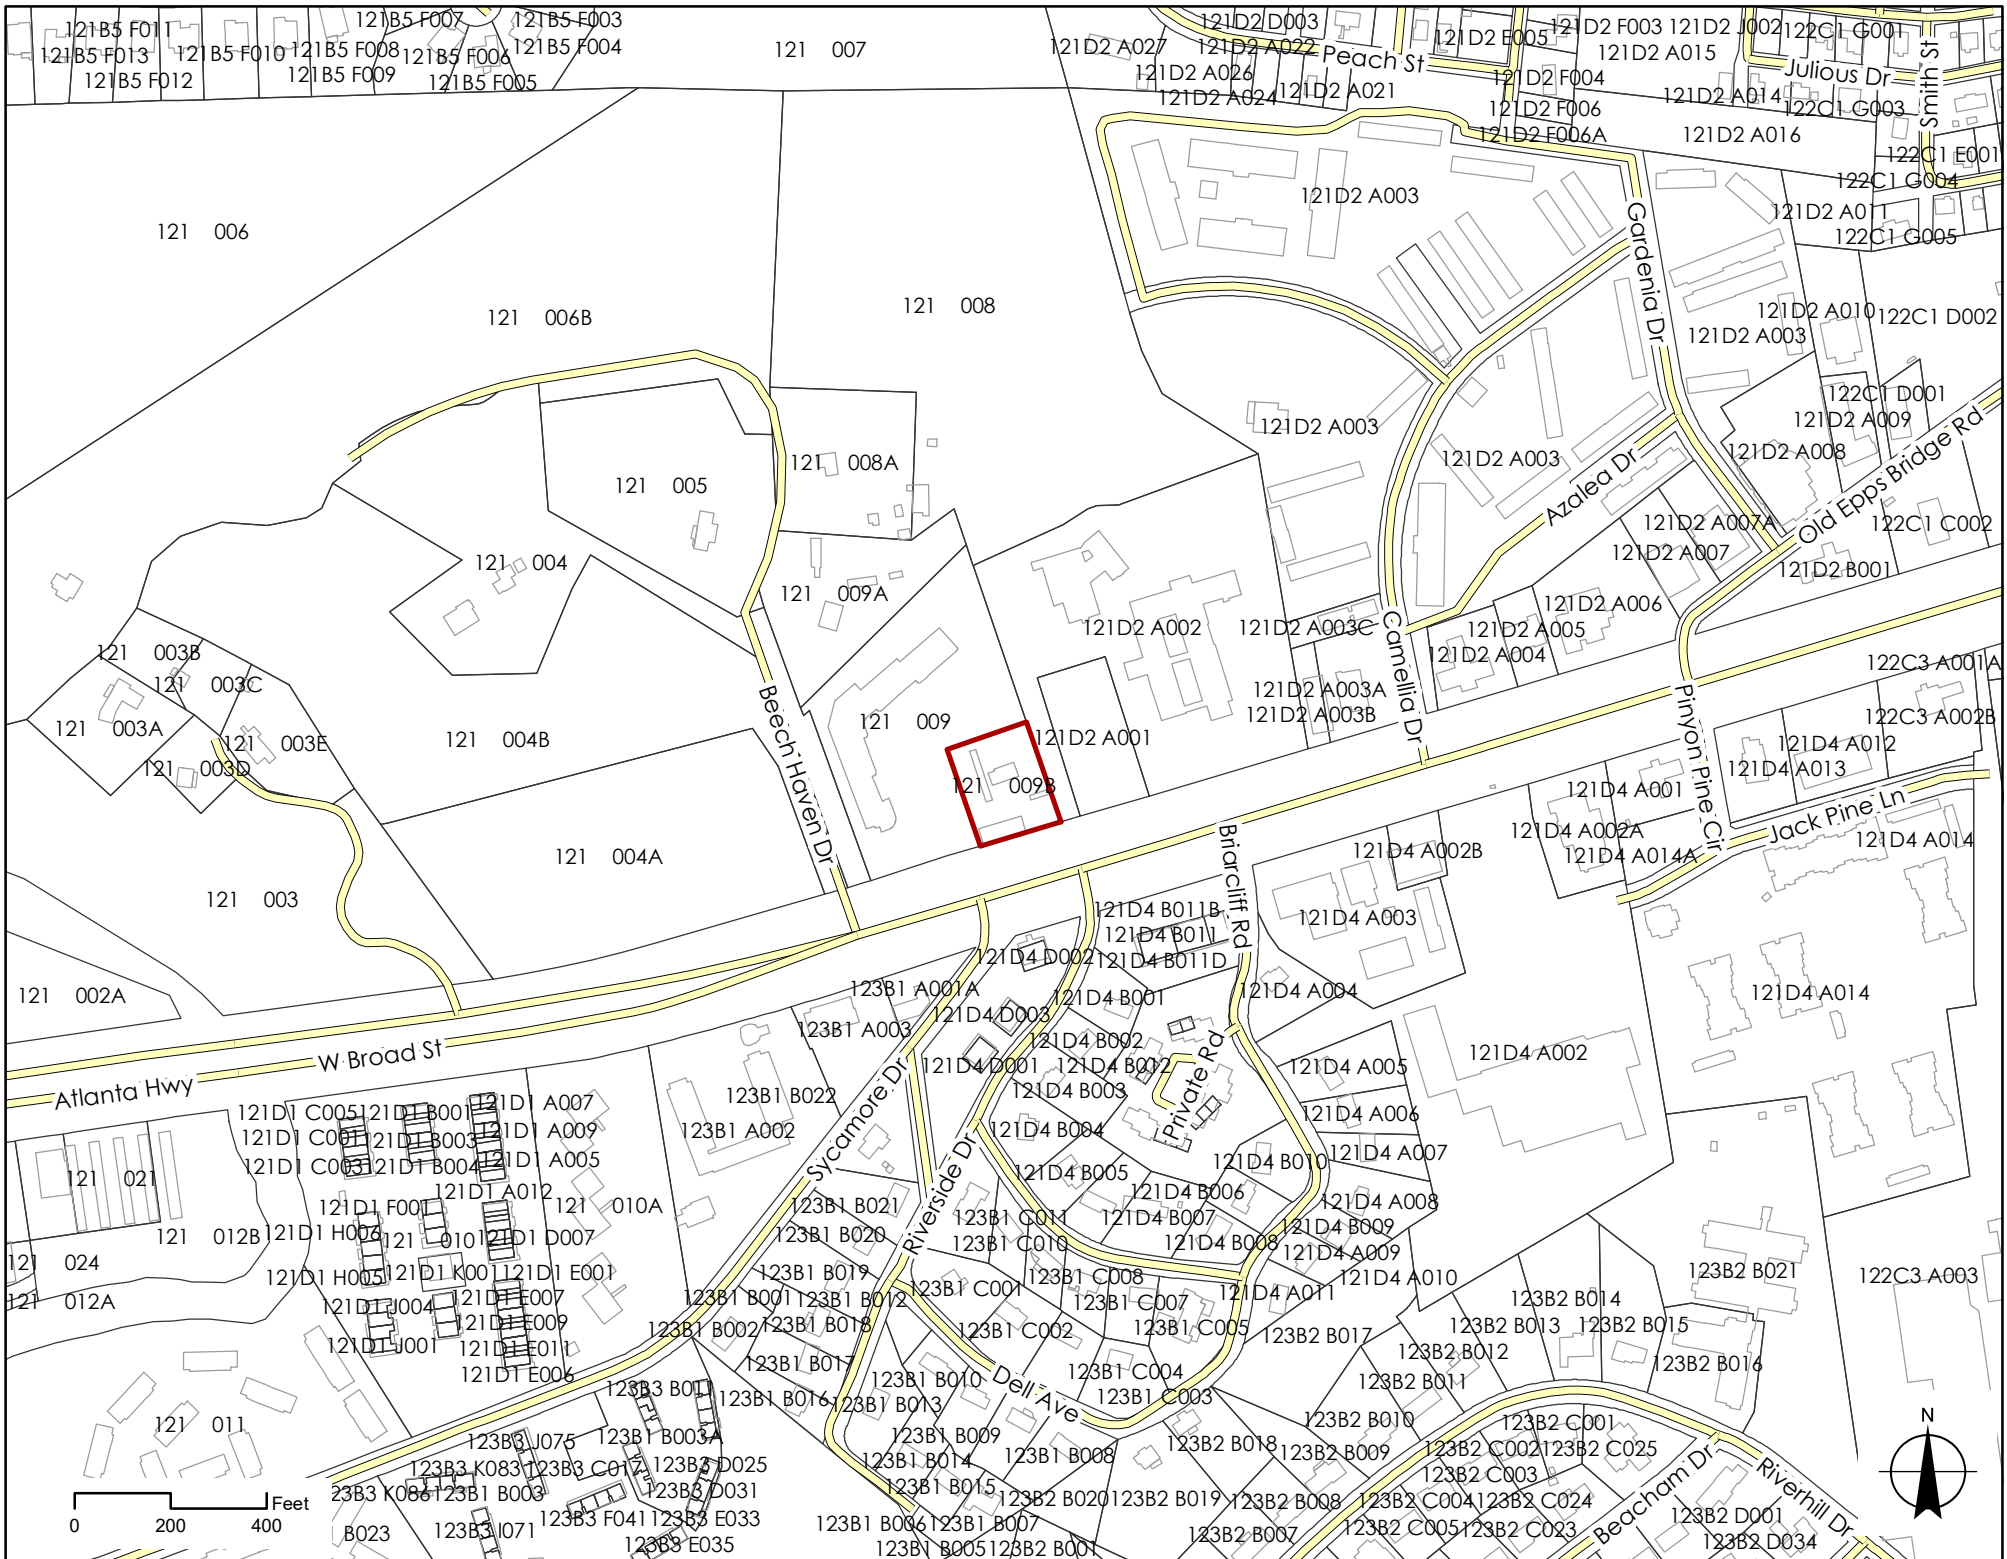 121B5 F011
121B5 F007
121B5 F003
121D2 D003
121D2 F003
121D2 J002
122C1 G001
121B5 F013
121B5 F010
121B5 F008
121B5 F006
121B5 F004
121 007
121D2 A027
121D2 A022
121D2 E005
121D2 A015
121B5 F012
121B5 F009
121B5 F005
121D2 A026
Peach St
121D2 F004
Julious Dr
Smith St
121D2 A024
121D2 A021
121D2 F006
121D2 A014
122C1 G003
121D2 F006A
121D2 A016
122C1 E001
122C1 G004
121D2 A003
121D2 A011
122C1 G005
121 006
Gardenia Dr
121 006B
121 008
121D2 A010
122C1 D002
121D2 A003
122C1 D001
121D2 A009
121D2 A003
121D2 A003
121D2 A008
121 008A
121 005
Azalea Dr
Old Epps Bridge Rd
121D2 A007A
122C1 C002
121D2 A007
121 004
121D2 B001
121 009A
121D2 A006
121D2 A002
121D2 A003C
121D2 A005
121D2 A004
Camellia Dr
121 003B
121 003C
122C3 A001A
121D2 A003A
121D2 A003B
Pinyon Pine Cir
122C3 A002B
121 003A
121 003E
121 004B
Beech Haven Dr
121 009
121D2 A001
121D4 A012
121 003D
121D4 A013
121 009B
121D4 A001
Jack Pine Ln
121D4 A002A
121D4 A014
121 004A
Briarcliff Rd
121D4 A002B
121D4 A014A
121 003
121D4 B011B
121D4 A003
121D4 B011
121D4 D002
121D4 B011D
121 002A
123B1 A001A
121D4 B001
121D4 A004
121D4 A014
121D4 D003
123B1 A003
121D4 B002
W Broad St
121D4 D001
121D4 B012
Private Rd
121D4 A005
121D4 A002
Atlanta Hwy
121D4 B003
123B1 B022
121D1 C005
121D1 B001
121D1 A007
121D4 A006
121D1 C001
121D1 B003
121D1 A009
123B1 A002
Sycamore Dr
121D4 B004
121D1 C003
121D1 B004
121D1 A005
121D4 B005
121D4 B010
121D4 A007
121 021
121D1 A012
121D4 B006
121D1 F001
121 010A
123B1 B021
Riverside Dr
123B1 C011
121D4 B007
121D4 A008
121 012B
121D1 H006
121 010
121D1 D007
123B1 B020
123B1 C010
121D4 B008
121D4 B009
121D4 A009
121 024
121D1 H005
121D1 K001
121D1 E001
123B1 B019
123B1 C008
121D4 A010
123B2 B021
122C3 A003
121 012A
121D1 J004
121D1 E007
123B1 B001
123B1 B012
123B1 C001
123B1 C007
121D4 A011
123B2 B014
121D1 E009
123B1 B002
123B1 B018
123B1 C002
123B1 C005
123B2 B017
123B2 B013
123B2 B015
121D1 J001
121D1 E011
123B2 B012
121D1 E006
123B1 B017
123B1 B010
Dell Ave
123B1 C004
123B2 B011
123B2 B016
123B3 B011
123B1 B016
123B1 B013
123B1 C003
121 011
123B2 B010
123B2 C001
N
123B3 J075
123B1 B003A
123B1 B009
123B2 B018
123B2 B009
123B2 C002
123B2 C025
123B3 K083
123B3 C017
123B3 D025
123B1 B014
123B1 B008
123B2 C003
Beacham Dr
Riverhill Dr
23B3 K086
123B1 B003
123B3 D031
123B1 B015
123B2 B020
123B2 B019
123B2 B008
123B2 C004
123B2 C024
Feet
0 200 400
B023
123B3 I071
123B3 F041
123B3 E033
123B1 B006
123B1 B007
123B2 B007
123B2 C005
123B2 C023
123B2 D001
123B3 E035
123B1 B005
123B2 B001
123B2 D034